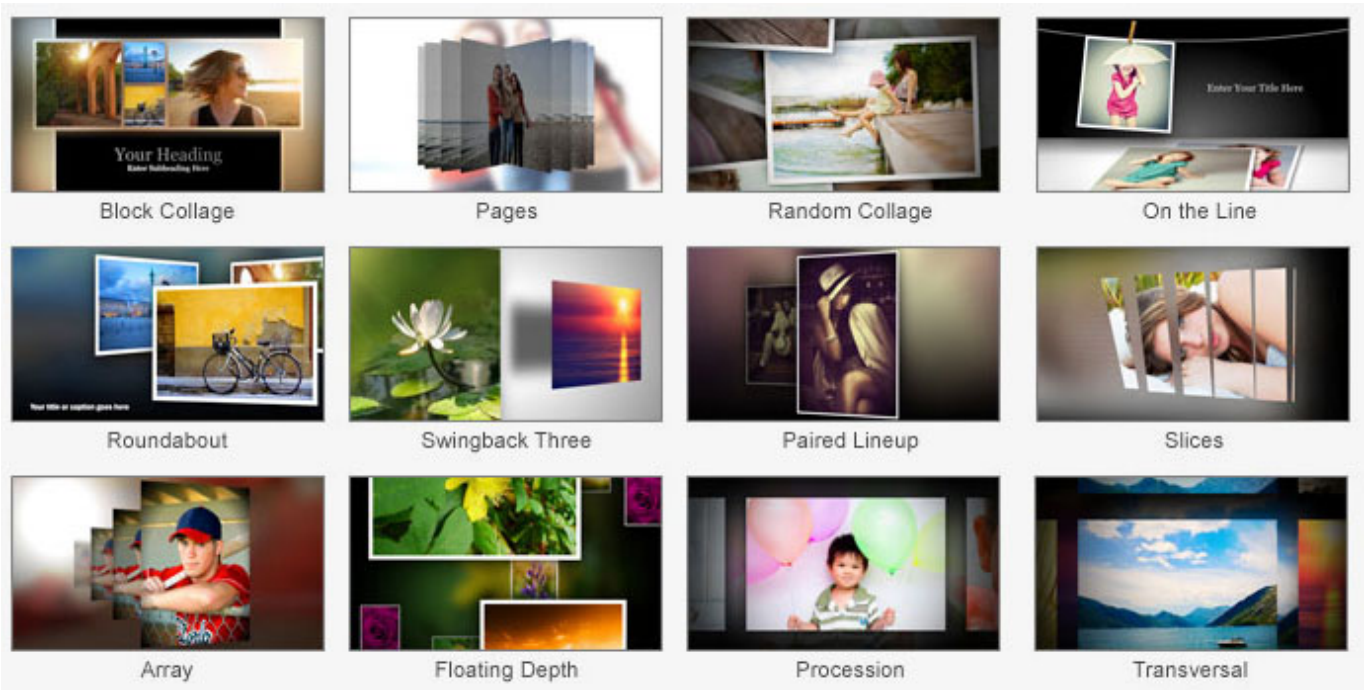 Your Heading
Enter Subheading Here
Block Collage
Pages
Random Collage
Enter Your Title Here
On the Line
Your title or caption goes here
Roundabout
Swingback Three
Paired Lineup
Slices
Array
Floating Depth
Procession
Transversal